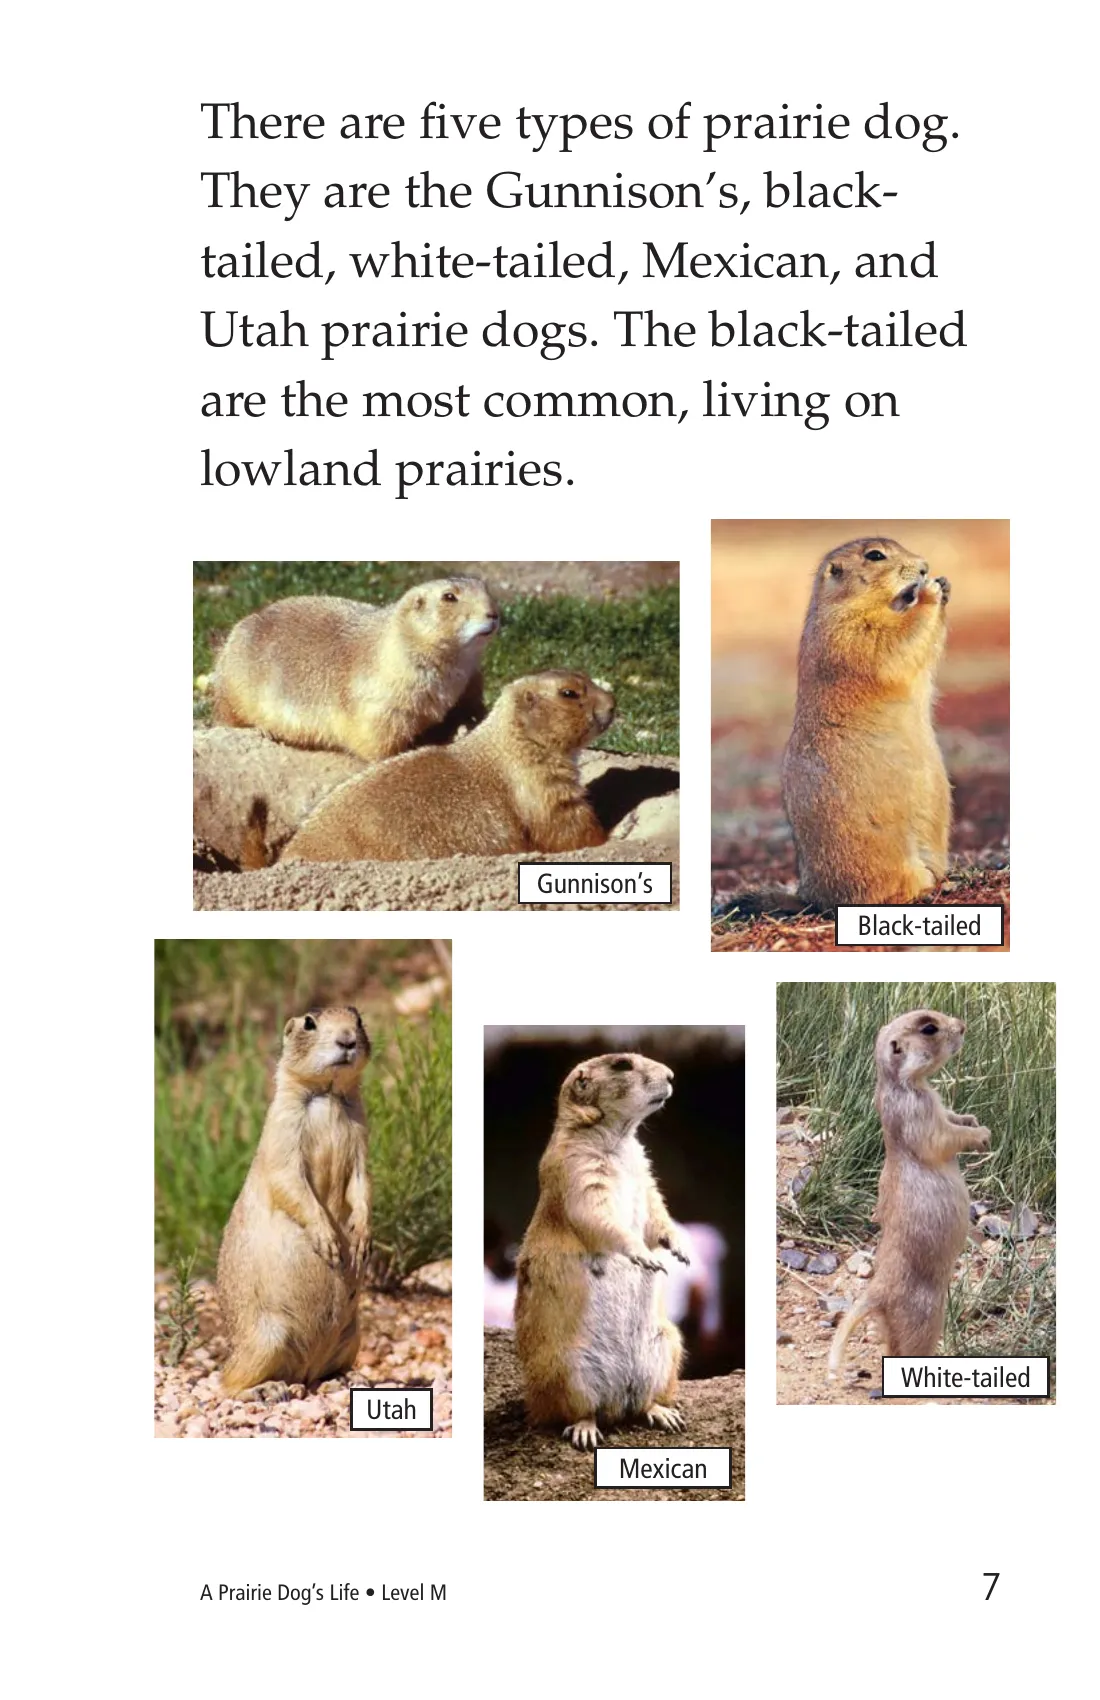 There are five types of prairie dog.
They are the Gunnison’s, black-
tailed, white-tailed, Mexican, and
Utah prairie dogs. The black-tailed
are the most common, living on
lowland prairies.
Gunnison’s
Black-tailed
Utah
Mexican
White-tailed
A Prairie Dog’s Life • Level M
7